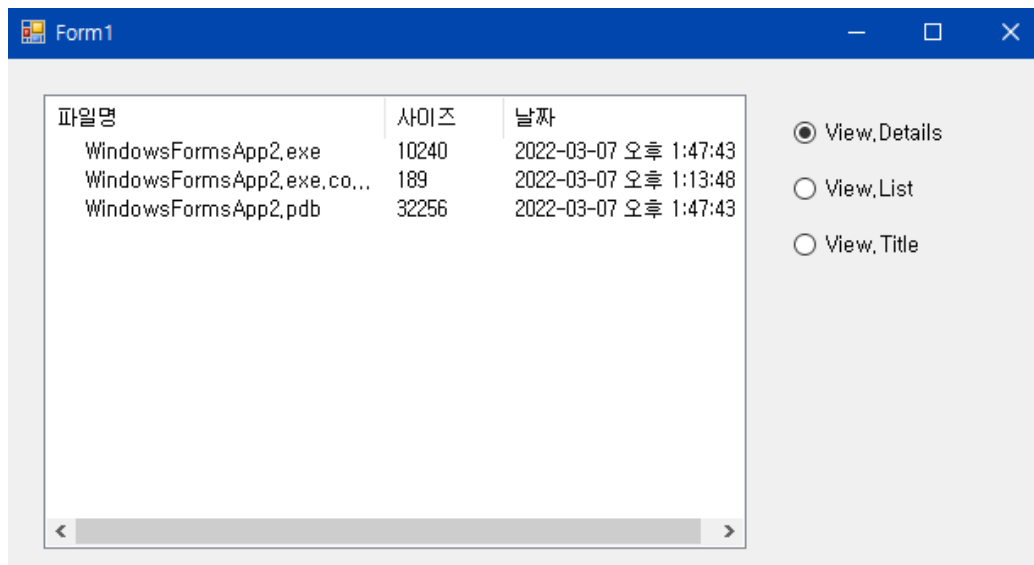 Form1
파일명 사이즈 날짜
WindowsFormsApp2.exe 10240 2022-03-07 오후 1:47:43
WindowsFormsApp2.exe.co... 189 2022-03-07 오후 1:13:48
WindowsFormsApp2.pdb 32256 2022-03-07 오후 1:47:43
View.Details
View.List
View.Title